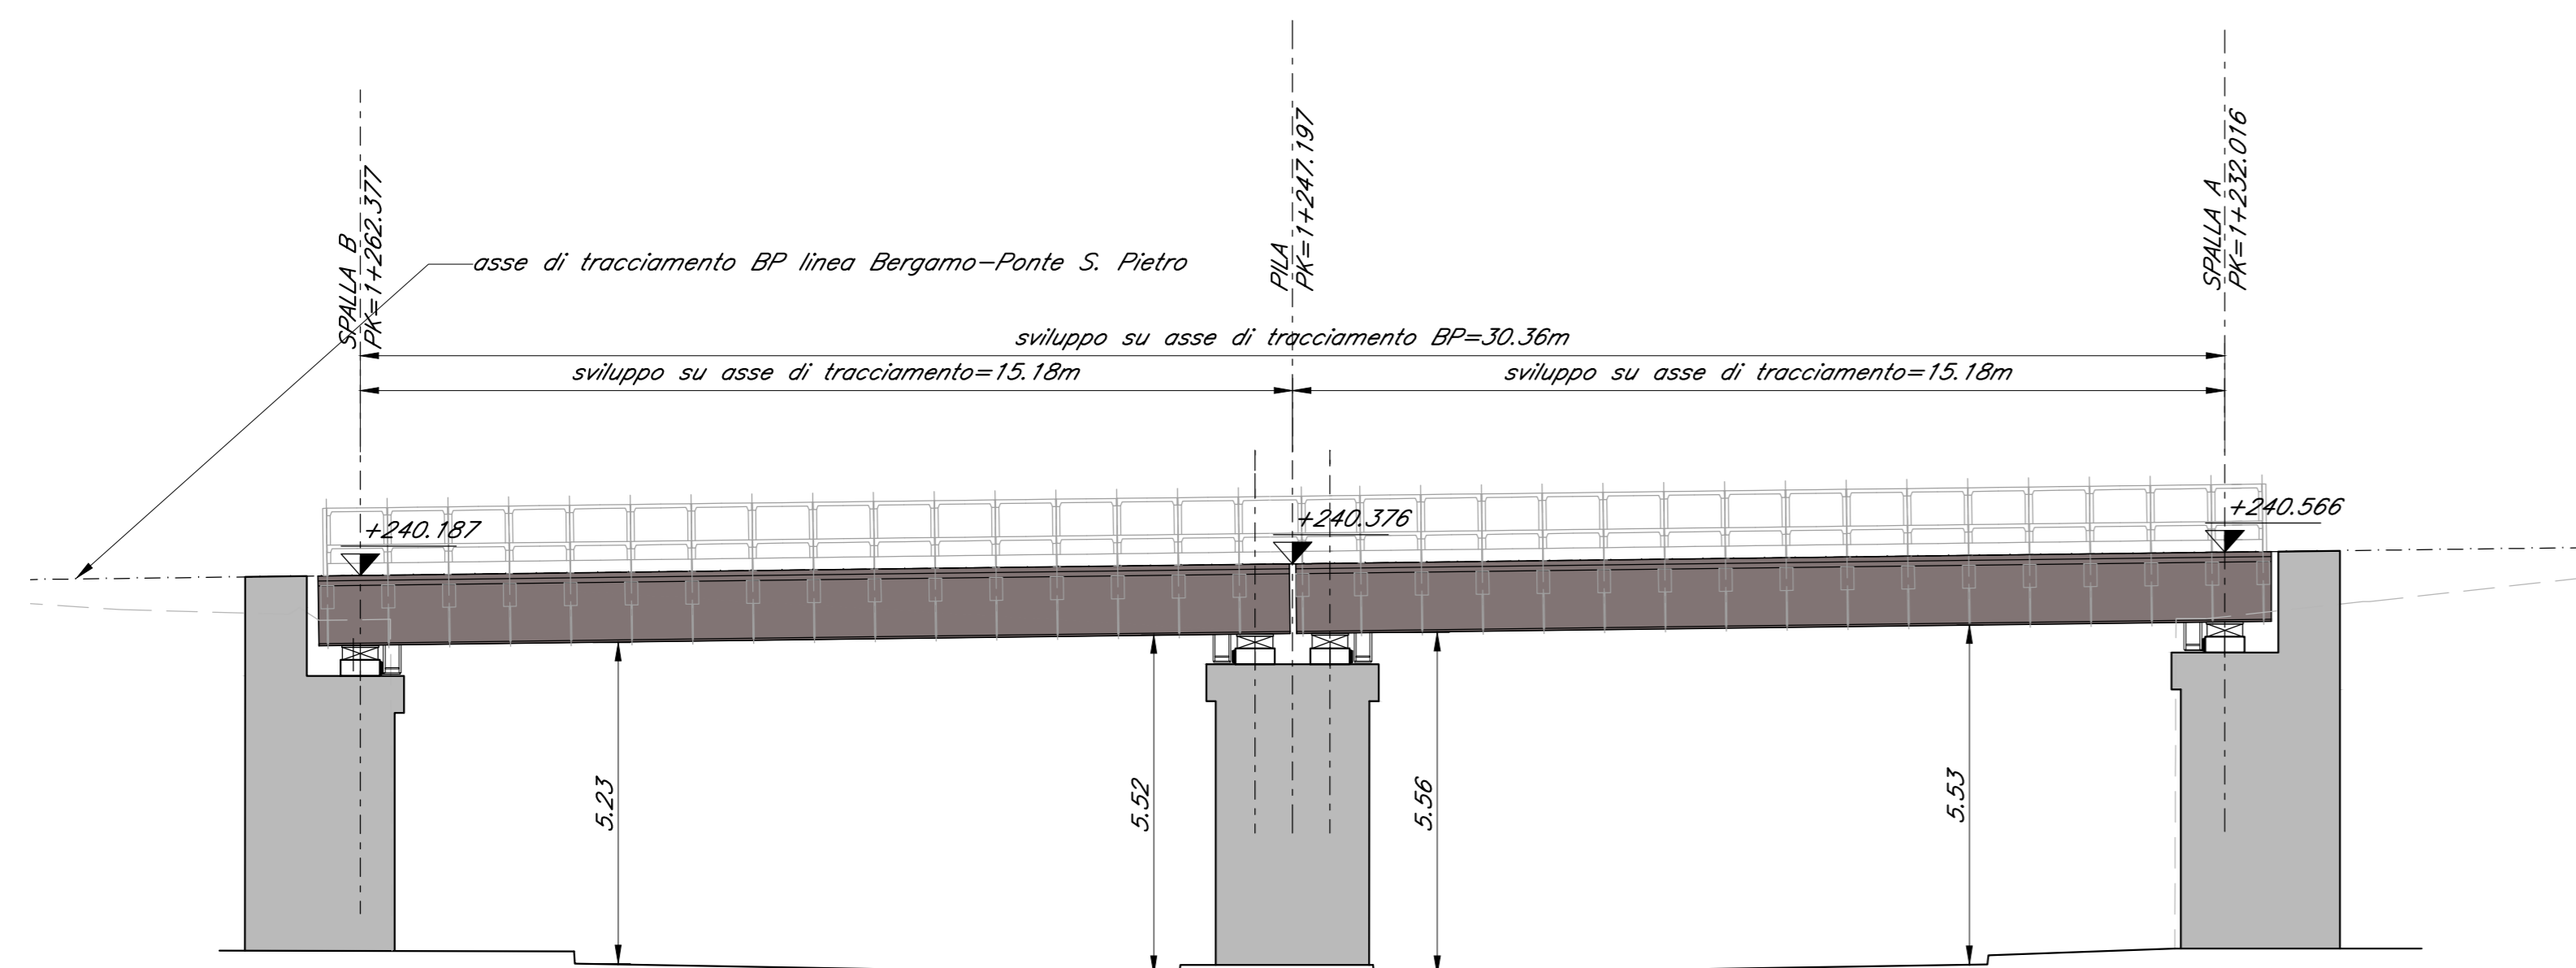 SPALLA B
PK=1+262.377
PILA
PK=1+247.197
SPALLA A
PK=1+232.016
asse di tracciamento BP linea Bergamo-Ponte S. Pietro
sviluppo su asse di tracciamento BP=30.36m
sviluppo su asse di tracciamento=15.18m
sviluppo su asse di tracciamento=15.18m
+240.187
+240.376
+240.566
5.23
5.52
5.56
5.53